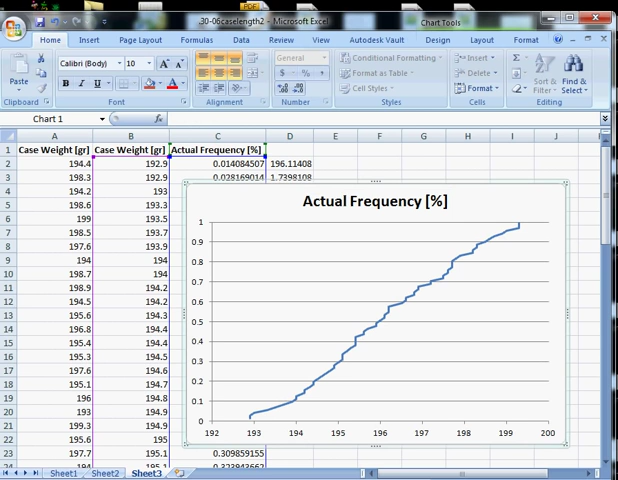 PDF
.30-06caselength2 - Microsoft Excel
Chart Tools
Home Insert Page Layout Formulas Data Review View Autodesk Vault Design Layout Format
Paste
Calibri (Body) 10 A A
B I U A
General
$ % ,
Conditional Formatting
Format as Table
Cell Styles
Insert
Delete
Format
Σ
Sort & Filter
Find & Select
Clipboard Font Alignment Number Styles Cells Editing
Chart 1 fx
A B C D E F G H I J K
1 Case Weight [gr] Case Weight [gr] Actual Frequency [%]
2 194.4 192.9 0.014084507 196.11408
3 198.3 192.9 0.028169014 1.7398108
4 194.2 193
5 198.6 193.3
6 199 193.5
7 198.5 193.7
8 197.6 193.9
9 194 194
10 198.7 194
11 198.9 194.2
12 194.5 194.2
13 195.6 194.3
14 196.8 194.4
15 195.4 194.4
16 195.3 194.5
17 197.6 194.6
18 195.1 194.7
19 196 194.8
20 193 194.9
21 199.3 194.9
22 195.6 195
23 197.7 195.1 0.309859155
24 194 195.1 0.323943662
Actual Frequency [%]
1
0.9
0.8
0.7
0.6
0.5
0.4
0.3
0.2
0.1
0
192 193 194 195 196 197 198 199 200
Sheet1 Sheet2 Sheet3